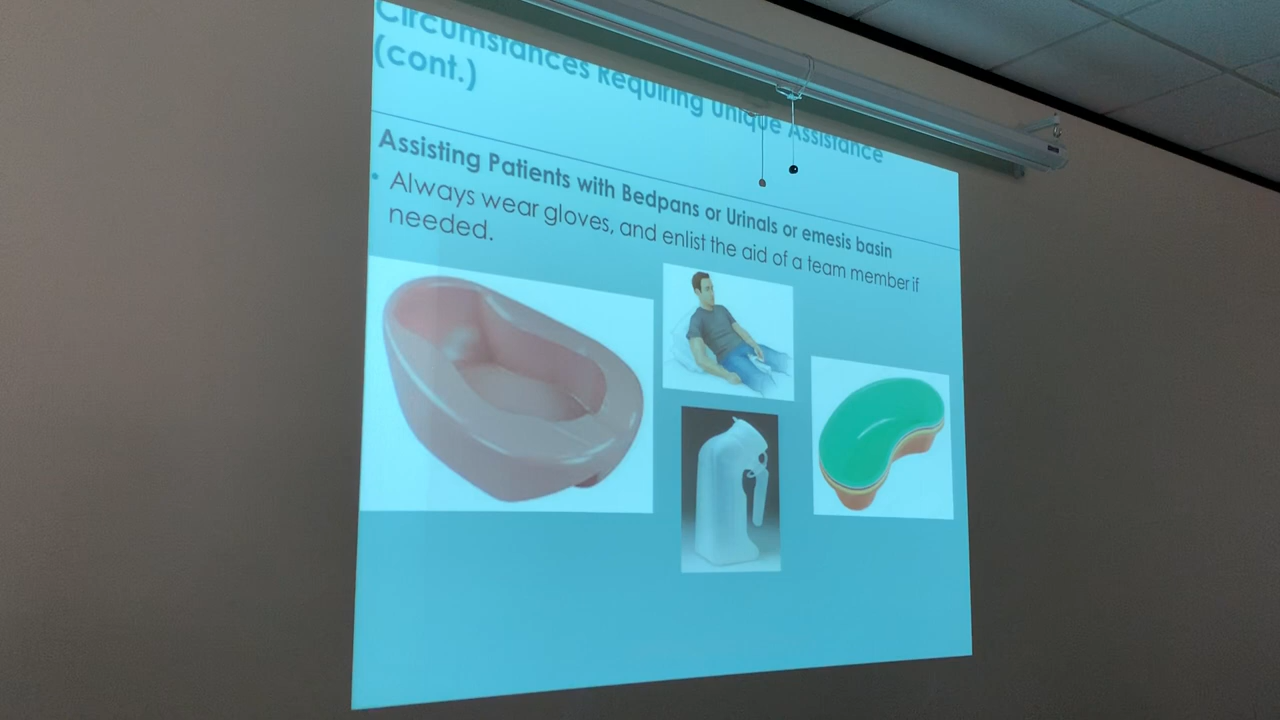 Circumstances Requiring Unique Assistance
(cont.)
Assisting Patients with Bedpans or Urinals or emesis basin
• Always wear gloves, and enlist the aid of a team member if
needed.